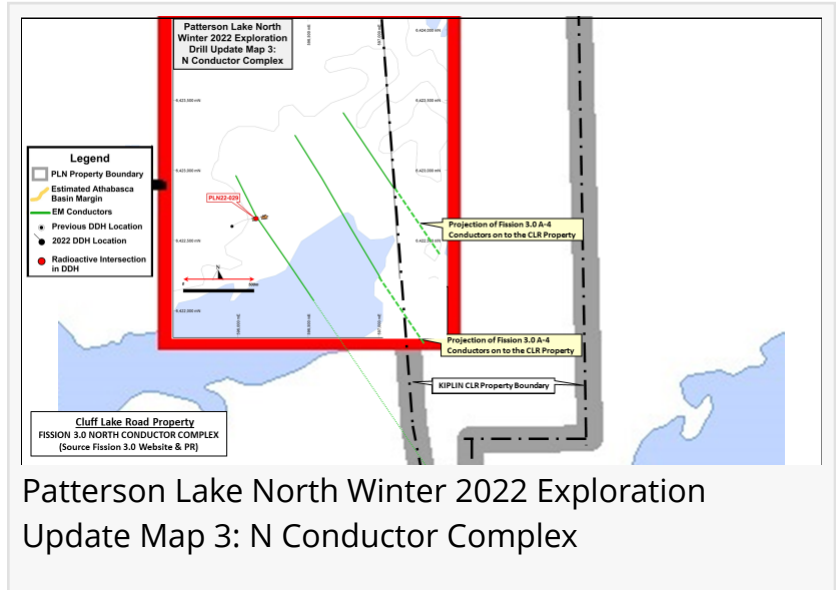 Patterson Lake North
Winter 2022 Exploration
Drill Update Map 3:
N Conductor Complex
Legend
PLN Property Boundary
Estimated Athabasca
Basin Margin
EM Conductors
Previous DDH Location
2022 DDH Location
Radioactive Intersection
in DDH
PLN22-029
N
Projection of Fission 3.0 A-4
Conductors on to the CLR Property
Projection of Fission 3.0 A-4
Conductors on to the CLR Property
KIPLIN CLR Property Boundary
Cluff Lake Road Property
FISSION 3.0 NORTH CONDUCTOR COMPLEX
(Source Fission 3.0 Website & PR)
Patterson Lake North Winter 2022 Exploration
Update Map 3: N Conductor Complex